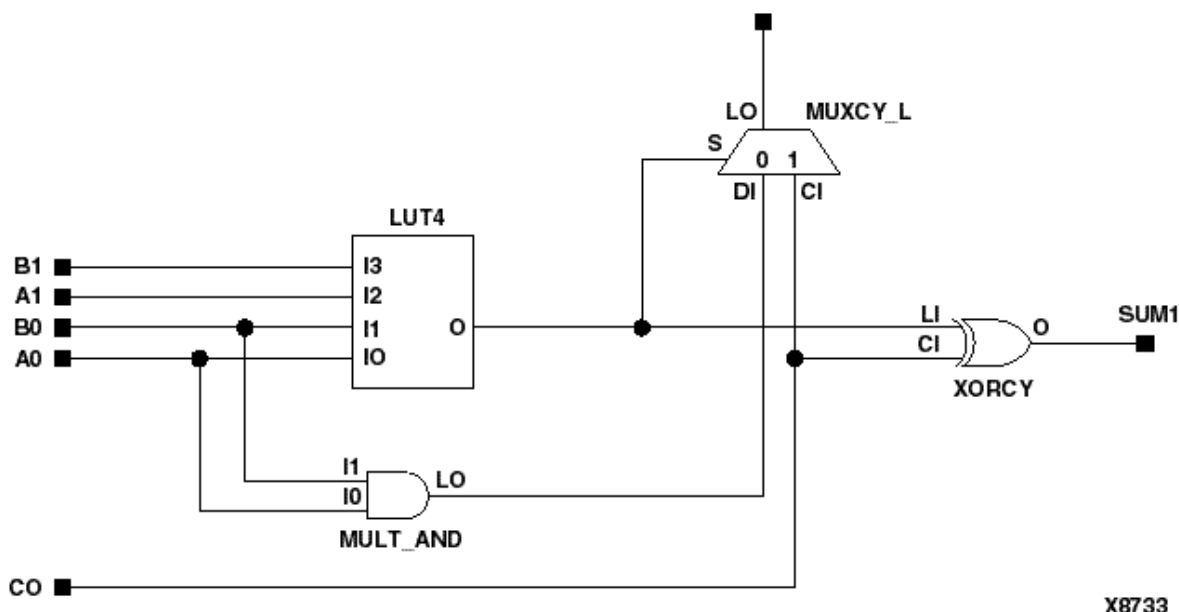 LO MUXCY_L
S
0 1
DI CI
LUT4
B1 I3
A1 I2
B0 I1 O
A0 I0
LI O SUM1
CI
XORCY
I1 LO
I0
MULT_AND
CO
X8733